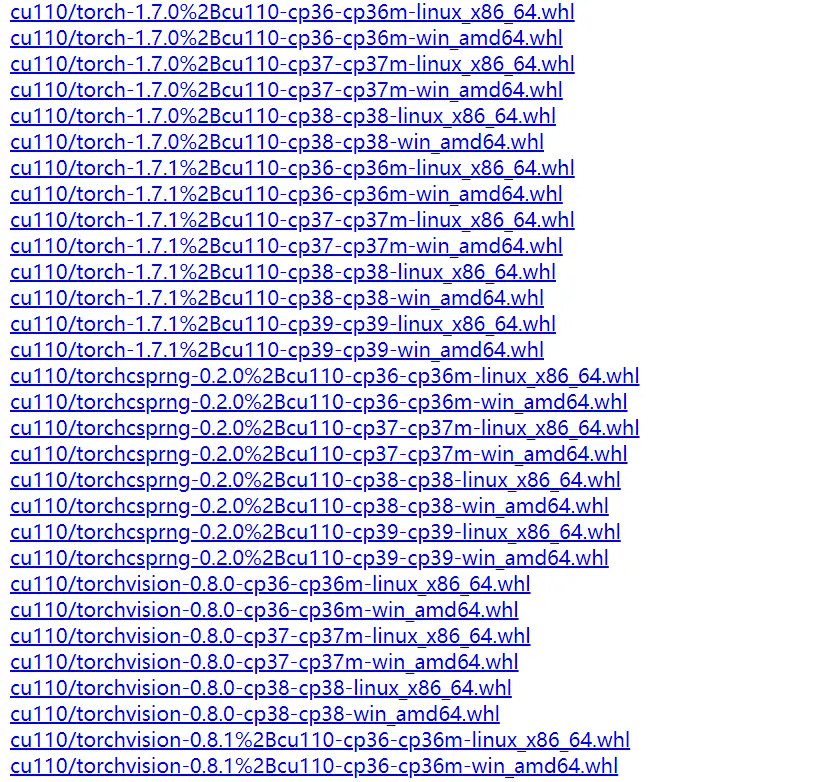 cu110/torch-1.7.0%2Bcu110-cp36-cp36m-linux_x86_64.whl
cu110/torch-1.7.0%2Bcu110-cp36-cp36m-win_amd64.whl
cu110/torch-1.7.0%2Bcu110-cp37-cp37m-linux_x86_64.whl
cu110/torch-1.7.0%2Bcu110-cp37-cp37m-win_amd64.whl
cu110/torch-1.7.0%2Bcu110-cp38-cp38-linux_x86_64.whl
cu110/torch-1.7.0%2Bcu110-cp38-cp38-win_amd64.whl
cu110/torch-1.7.1%2Bcu110-cp36-cp36m-linux_x86_64.whl
cu110/torch-1.7.1%2Bcu110-cp36-cp36m-win_amd64.whl
cu110/torch-1.7.1%2Bcu110-cp37-cp37m-linux_x86_64.whl
cu110/torch-1.7.1%2Bcu110-cp37-cp37m-win_amd64.whl
cu110/torch-1.7.1%2Bcu110-cp38-cp38-linux_x86_64.whl
cu110/torch-1.7.1%2Bcu110-cp38-cp38-win_amd64.whl
cu110/torch-1.7.1%2Bcu110-cp39-cp39-linux_x86_64.whl
cu110/torch-1.7.1%2Bcu110-cp39-cp39-win_amd64.whl
cu110/torchcsprng-0.2.0%2Bcu110-cp36-cp36m-linux_x86_64.whl
cu110/torchcsprng-0.2.0%2Bcu110-cp36-cp36m-win_amd64.whl
cu110/torchcsprng-0.2.0%2Bcu110-cp37-cp37m-linux_x86_64.whl
cu110/torchcsprng-0.2.0%2Bcu110-cp37-cp37m-win_amd64.whl
cu110/torchcsprng-0.2.0%2Bcu110-cp38-cp38-linux_x86_64.whl
cu110/torchcsprng-0.2.0%2Bcu110-cp38-cp38-win_amd64.whl
cu110/torchcsprng-0.2.0%2Bcu110-cp39-cp39-linux_x86_64.whl
cu110/torchcsprng-0.2.0%2Bcu110-cp39-cp39-win_amd64.whl
cu110/torchvision-0.8.0-cp36-cp36m-linux_x86_64.whl
cu110/torchvision-0.8.0-cp36-cp36m-win_amd64.whl
cu110/torchvision-0.8.0-cp37-cp37m-linux_x86_64.whl
cu110/torchvision-0.8.0-cp37-cp37m-win_amd64.whl
cu110/torchvision-0.8.0-cp38-cp38-linux_x86_64.whl
cu110/torchvision-0.8.0-cp38-cp38-win_amd64.whl
cu110/torchvision-0.8.1%2Bcu110-cp36-cp36m-linux_x86_64.whl
cu110/torchvision-0.8.1%2Bcu110-cp36-cp36m-win_amd64.whl